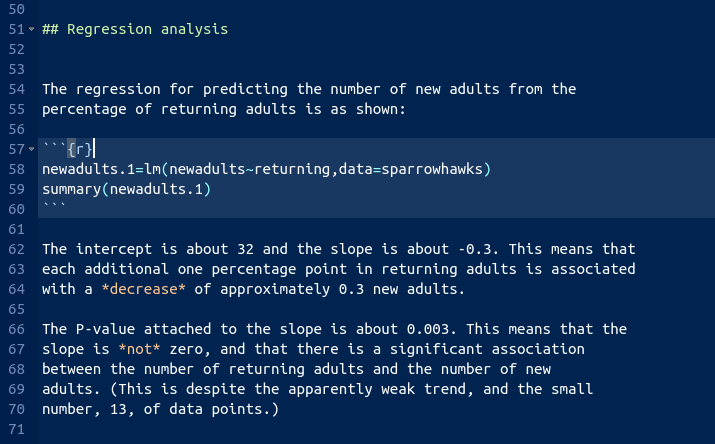 50
51 ## Regression analysis
52
53
54 The regression for predicting the number of new adults from the
55 percentage of returning adults is as shown:
56
57 ```{r}
58 newadults.1=lm(newadults~returning,data=sparrowhawks)
59 summary(newadults.1)
60 ```
61
62 The intercept is about 32 and the slope is about -0.3. This means that
63 each additional one percentage point in returning adults is associated
64 with a *decrease* of approximately 0.3 new adults.
65
66 The P-value attached to the slope is about 0.003. This means that the
67 slope is *not* zero, and that there is a significant association
68 between the number of returning adults and the number of new
69 adults. (This is despite the apparently weak trend, and the small
70 number, 13, of data points.)
71